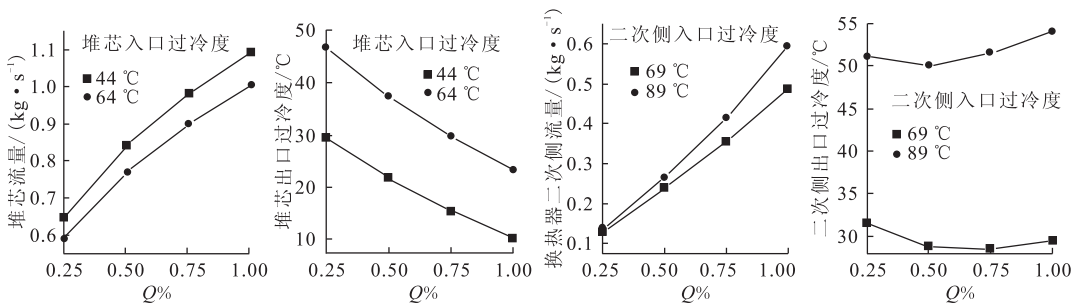 堆芯流量/(kg·s⁻¹)
1.1
1.0
0.9
0.8
0.7
0.6
堆芯入口过冷度
44 ℃
64 ℃
0.25 0.50 0.75 1.00
Q%
堆芯出口过冷度/℃
50
40
30
20
10
堆芯入口过冷度
44 ℃
64 ℃
0.25 0.50 0.75 1.00
Q%
换热器二次侧流量/(kg·s⁻¹)
0.6
0.5
0.4
0.3
0.2
0.1
二次侧入口过冷度
69 ℃
89 ℃
0.25 0.50 0.75 1.00
Q%
二次侧出口过冷度/℃
55
50
45
40
35
30
二次侧入口过冷度
69 ℃
89 ℃
0.25 0.50 0.75 1.00
Q%